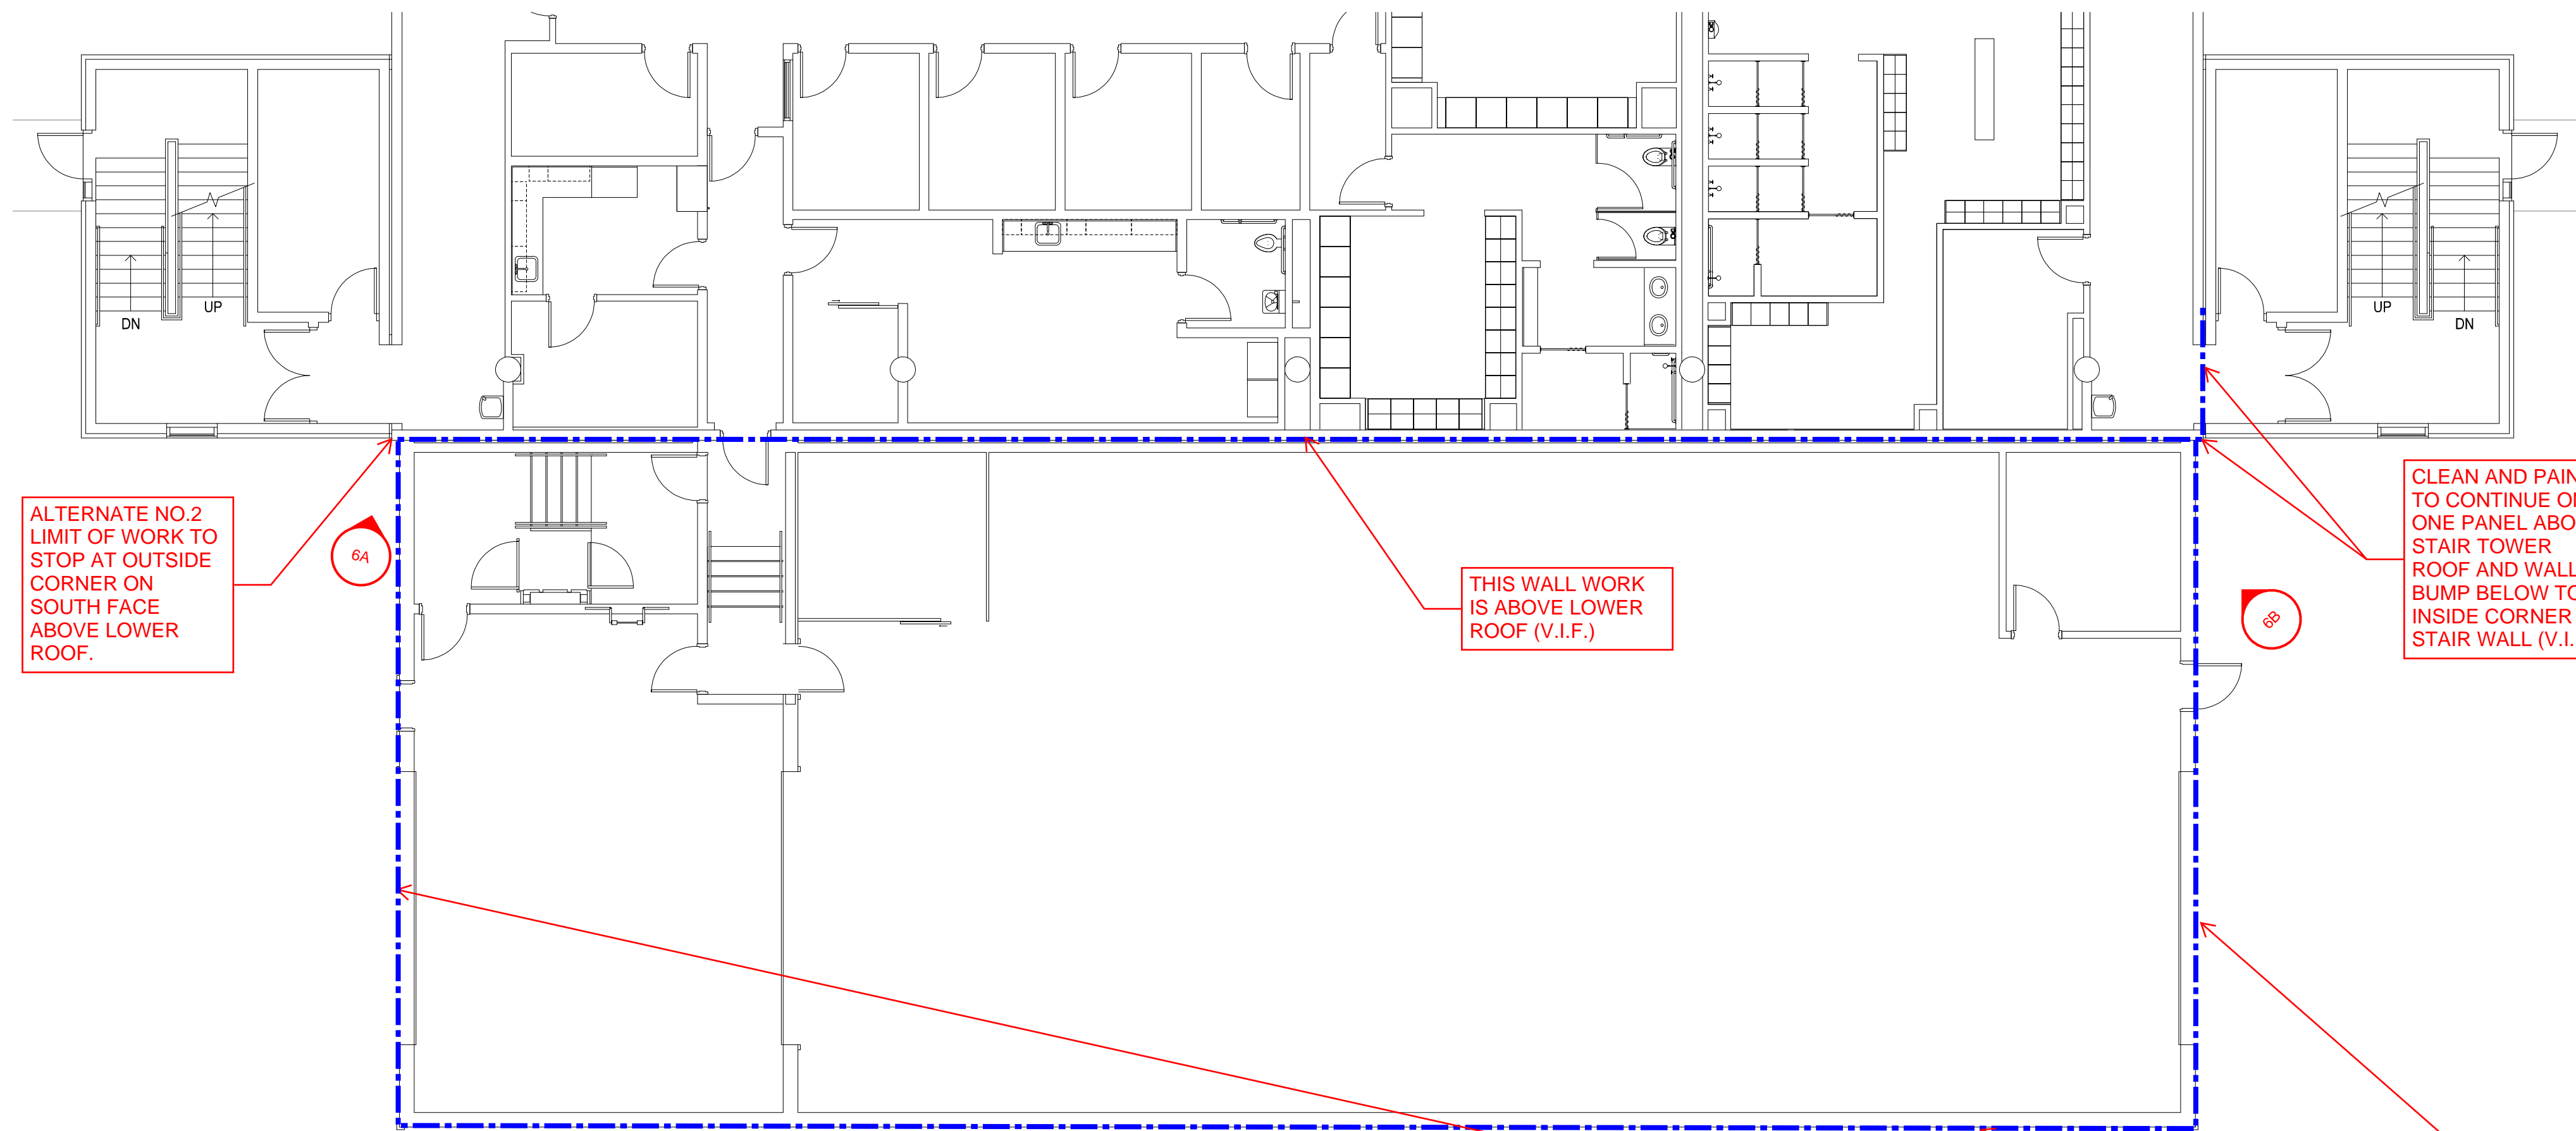 DN
UP
UP
DN
ALTERNATE NO.2
LIMIT OF WORK TO
STOP AT OUTSIDE
CORNER ON
SOUTH FACE
ABOVE LOWER
ROOF.
6A
THIS WALL WORK
IS ABOVE LOWER
ROOF (V.I.F.)
6B
CLEAN AND PAIN
TO CONTINUE O
ONE PANEL ABO
STAIR TOWER
ROOF AND WALL
BUMP BELOW TO
INSIDE CORNER
STAIR WALL (V.I.